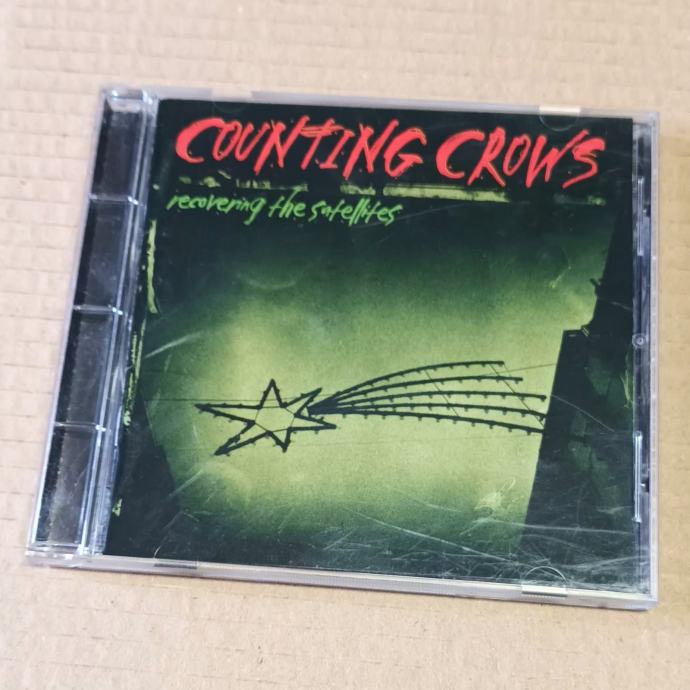 COUNTING CROWS
recovering the satellites